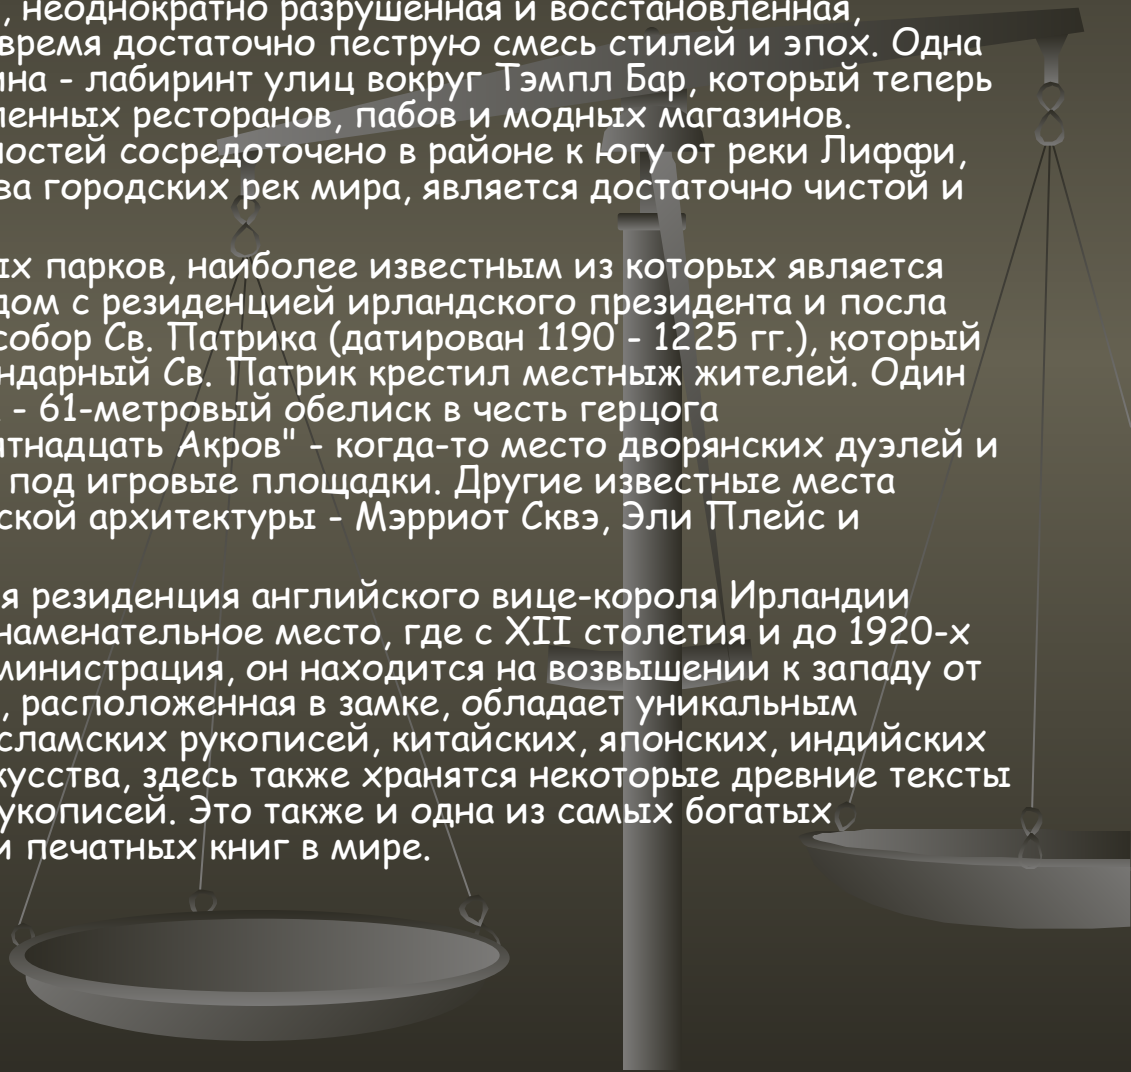 , неоднократно разрушенная и восстановленная,
время достаточно пеструю смесь стилей и эпох. Одна
ина - лабиринт улиц вокруг Тэмпл Бар, который теперь
ленных ресторанов, пабов и модных магазинов.
ностей сосредоточено в районе к югу от реки Лиффи,
ва городских рек мира, является достаточно чистой и
ых парков, наиболее известным из которых является
дом с резиденцией ирландского президента и посла
собор Св. Патрика (датирован 1190 - 1225 гг.), который
ндарный Св. Патрик крестил местныж жителей. Один
- 61-метровый обелиск в честь герцога
ятнадцать Акров" - когда-то место дворянских дуэлей и
под игровые площадки. Другие известные места
ской архитектуры - Мэрриот Сквэ, Эли Плейс и
я резиденция английского вице-короля Ирландии
наменательное место, где с XII столетия и до 1920-х
министрация, он находится на возвышении к западу от
, расположенная в замке, обладает уникальным
сламских рукописей, китайских, японских, индийских
кусства, здесь также хранятся некоторые древние тексты
укописей. Это также и одна из самых богатых
и печатных книг в мире.